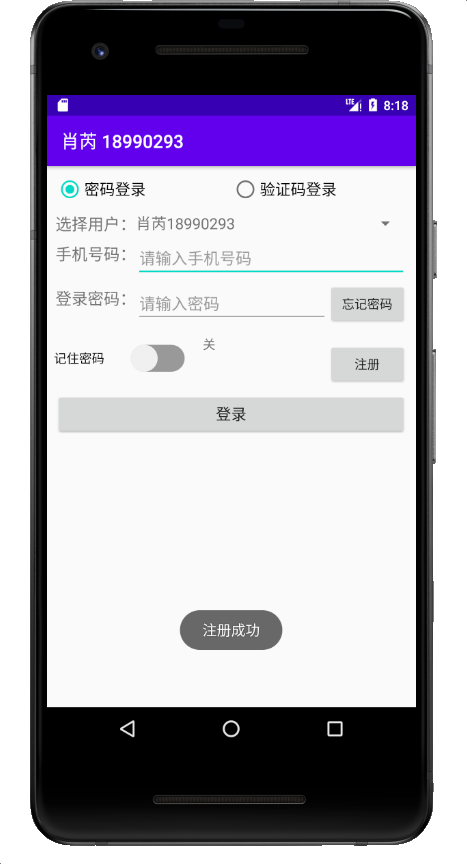 LTE 8:18
肖芮 18990293
密码登录 验证码登录
选择用户： 肖芮18990293
手机号码： 请输入手机号码
登录密码： 请输入密码 忘记密码
记住密码 关
注册
登录
注册成功